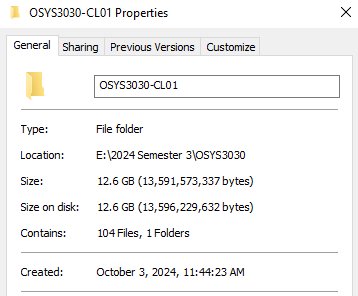 OSYS3030-CL01 Properties
General Sharing Previous Versions Customize
OSYS3030-CL01
Type: File folder
Location: E:\2024 Semester 3\OSYS3030
Size: 12.6 GB (13,591,573,337 bytes)
Size on disk: 12.6 GB (13,596,229,632 bytes)
Contains: 104 Files, 1 Folders
Created: October 3, 2024, 11:44:23 AM